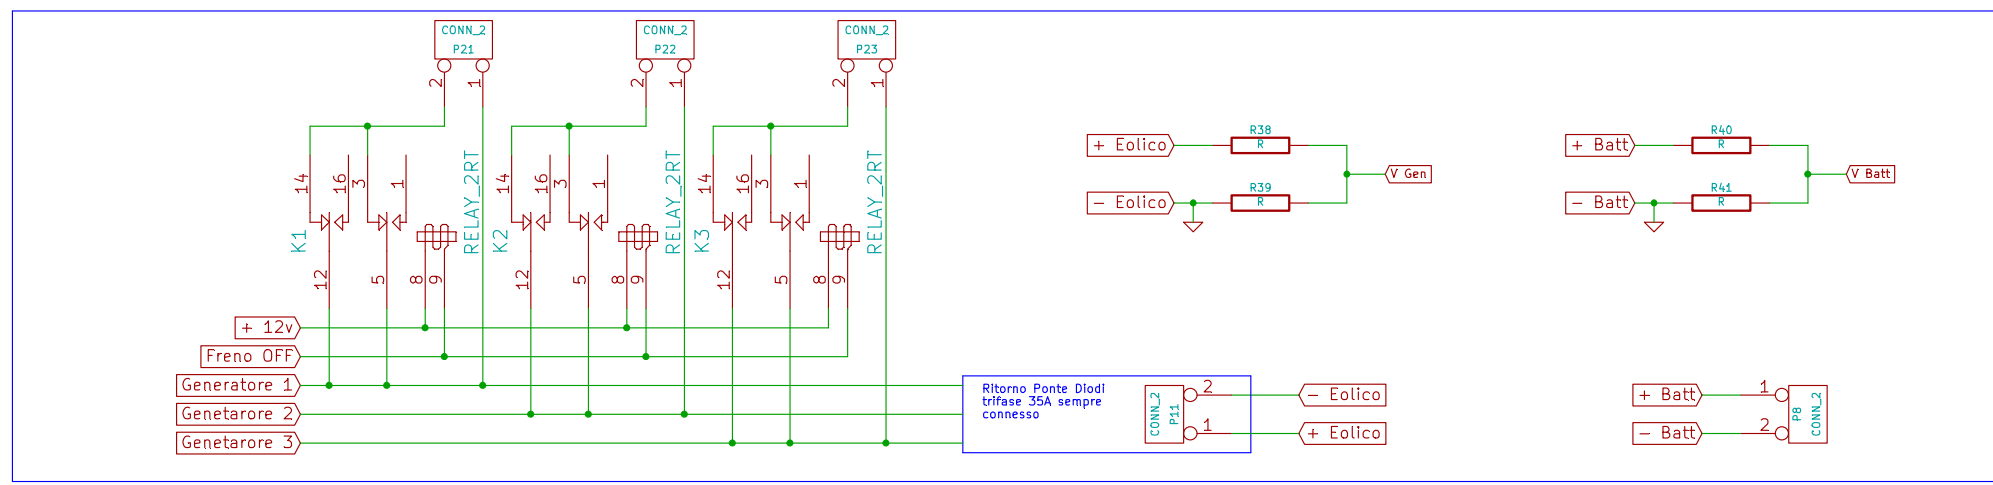 CONN_2
P21
2
1
CONN_2
P22
2
1
CONN_2
P23
2
1
14
16
3
1
K1
RELAY_2RT
12
5
8
9
14
16
3
1
K2
RELAY_2RT
12
5
8
9
14
16
3
1
K3
RELAY_2RT
12
5
8
9
+ 12v
Freno OFF
Generatore 1
Genetarore 2
Genetarore 3
+ Eolico
R38
R
− Eolico
R39
R
V Gen
+ Batt
R40
R
− Batt
R41
R
V Batt
Ritorno Ponte Diodi
trifase 35A sempre
connesso
CONN_2
P11
2
− Eolico
1
+ Eolico
+ Batt
1
− Batt
2
P8
CONN_2